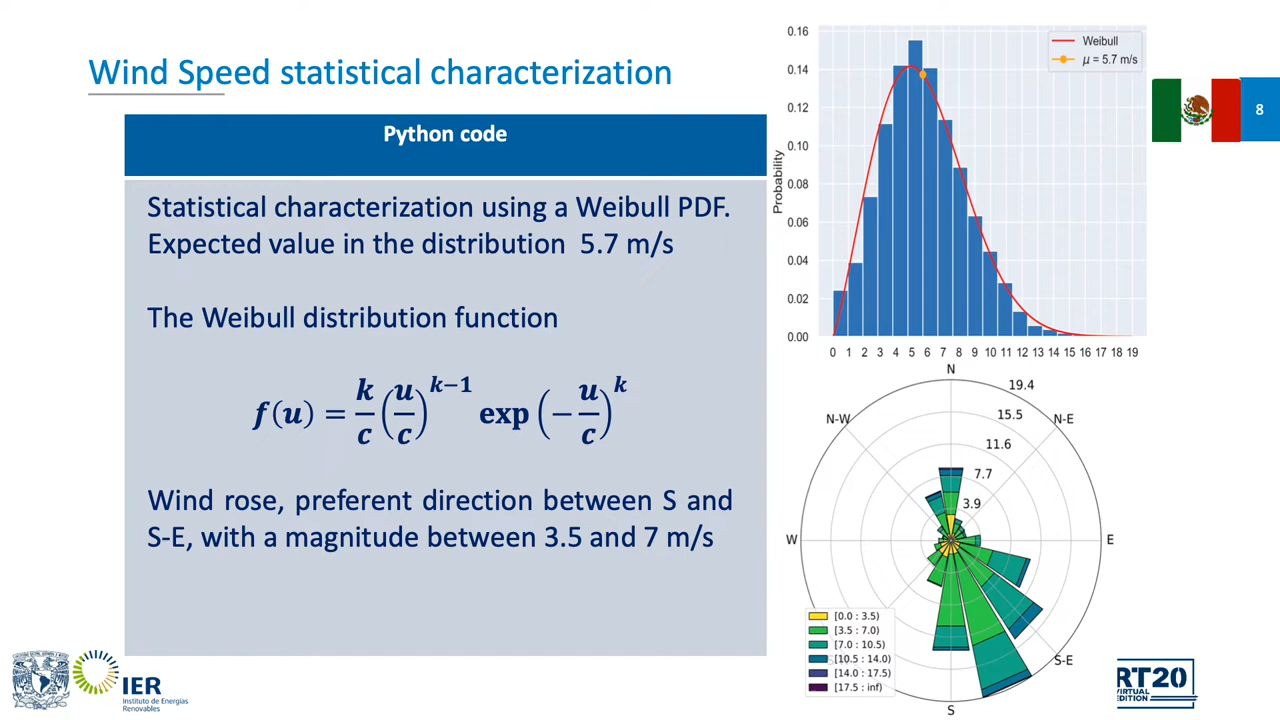 Wind Speed statistical characterization
8
Python code
Statistical characterization using a Weibull PDF.
Expected value in the distribution 5.7 m/s
The Weibull distribution function
f(u) = k/c (u/c)^{k−1} exp (− u/c)^k
Wind rose, preferent direction between S and
S-E, with a magnitude between 3.5 and 7 m/s
Weibull
μ = 5.7 m/s
Probability
0.16
0.14
0.12
0.10
0.08
0.06
0.04
0.02
0.00
0 1 2 3 4 5 6 7 8 9 10 11 12 13 14 15 16 17 18 19
N
N-E
E
S-E
S
W
N-W
19.4
15.5
11.6
7.7
3.9
[0.0 : 3.5)
[3.5 : 7.0)
[7.0 : 10.5)
[10.5 : 14.0)
[14.0 : 17.5)
[17.5 : inf)
IER
Instituto de Energías
Renovables
RT20
VIRTUAL
EDITION